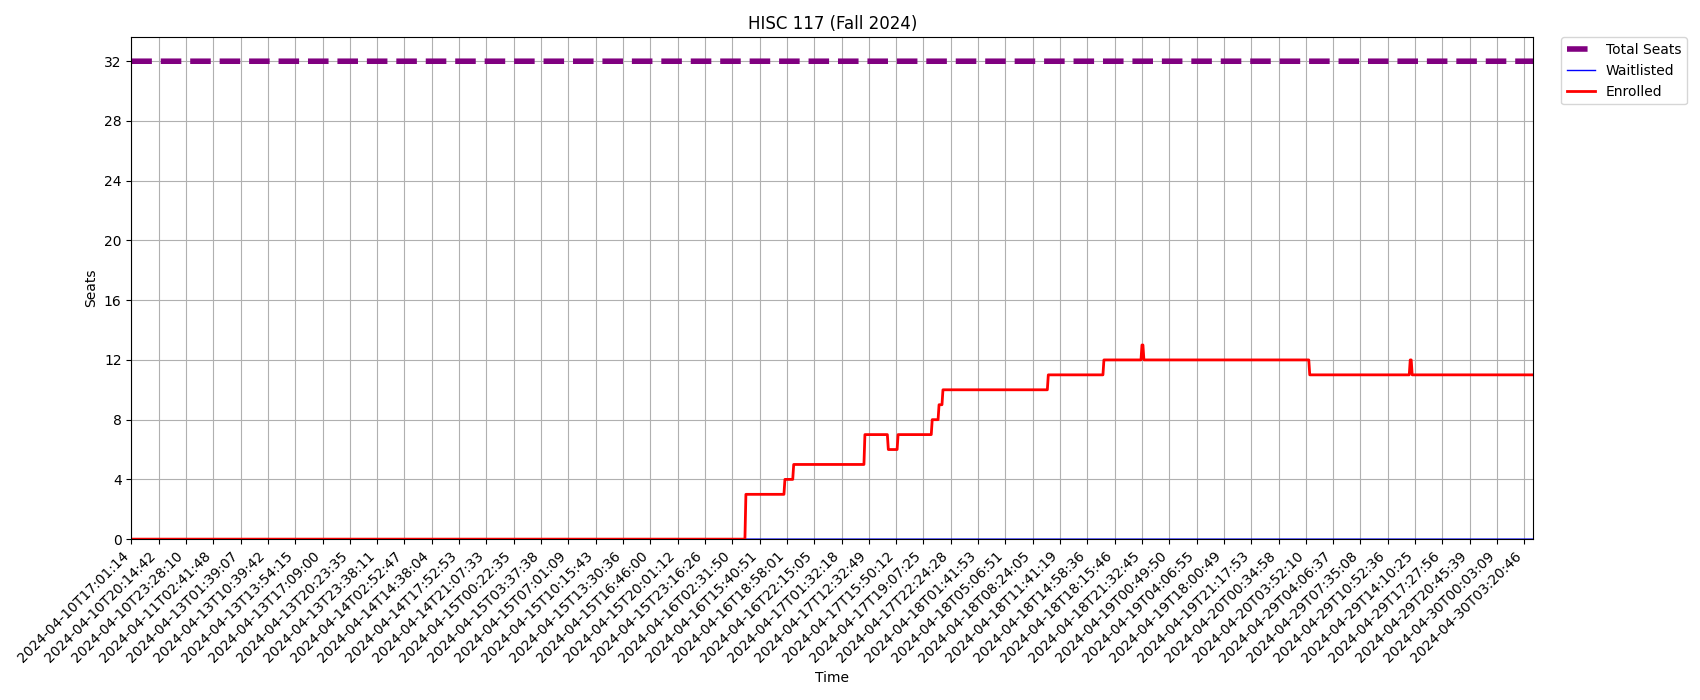 HISC 117 (Fall 2024)
Total Seats
Waitlisted
Enrolled
Seats
32
28
24
20
16
12
8
4
0
2024-04-10T17:01:14
2024-04-10T20:14:42
2024-04-10T23:28:10
2024-04-11T02:41:48
2024-04-13T01:39:07
2024-04-13T10:39:42
2024-04-13T13:54:15
2024-04-13T17:09:00
2024-04-13T20:23:35
2024-04-13T23:38:11
2024-04-14T02:52:47
2024-04-14T14:38:04
2024-04-14T17:52:53
2024-04-14T21:07:33
2024-04-15T00:22:35
2024-04-15T03:37:38
2024-04-15T07:01:09
2024-04-15T10:15:43
2024-04-15T13:30:36
2024-04-15T16:46:00
2024-04-15T20:01:12
2024-04-15T23:16:26
2024-04-16T02:31:50
2024-04-16T15:40:51
2024-04-16T18:58:01
2024-04-16T22:15:05
2024-04-17T01:32:18
2024-04-17T12:32:49
2024-04-17T15:50:12
2024-04-17T19:07:25
2024-04-17T22:24:28
2024-04-18T01:41:53
2024-04-18T05:06:51
2024-04-18T08:24:05
2024-04-18T11:41:19
2024-04-18T14:58:36
2024-04-18T18:15:46
2024-04-18T21:32:45
2024-04-19T00:49:50
2024-04-19T04:06:55
2024-04-19T18:00:49
2024-04-19T21:17:53
2024-04-20T00:34:58
2024-04-20T03:52:10
2024-04-29T04:06:37
2024-04-29T07:35:08
2024-04-29T10:52:36
2024-04-29T14:10:25
2024-04-29T17:27:56
2024-04-29T20:45:39
2024-04-30T00:03:09
2024-04-30T03:20:46
Time